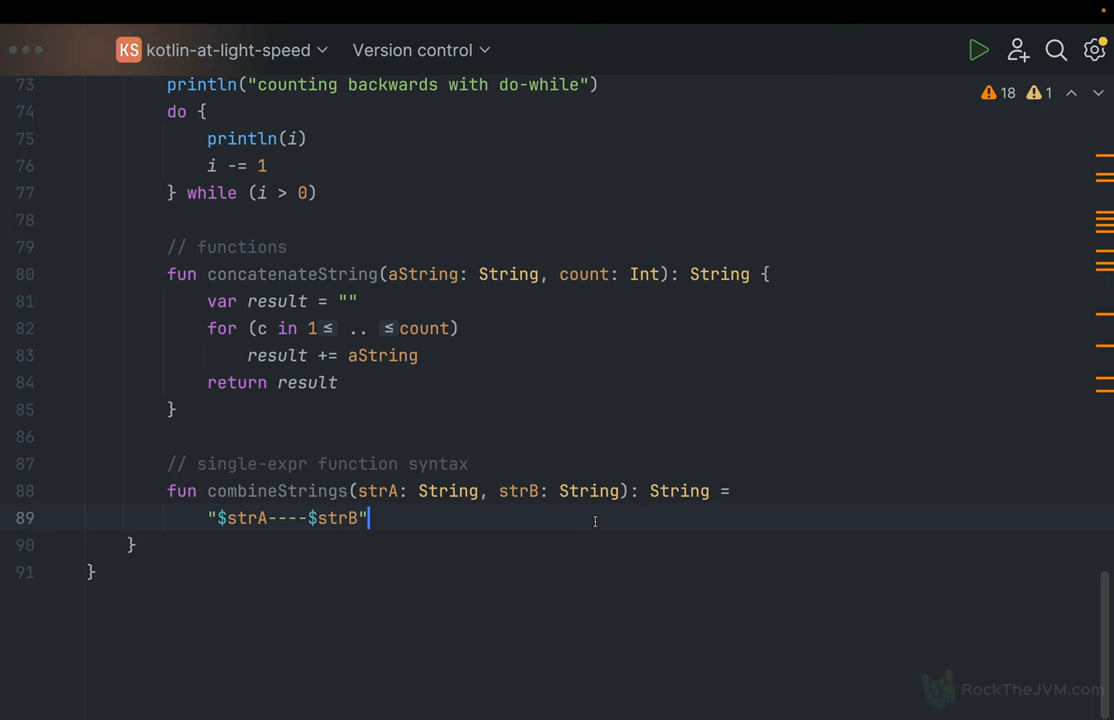 KS kotlin-at-light-speed Version control
73 println("counting backwards with do-while")
18 1
74 do {
75 println(i)
76 i -= 1
77 } while (i > 0)
78
79 // functions
80 fun concatenateString(aString: String, count: Int): String {
81 var result = ""
82 for (c in 1≤ .. ≤count)
83 result += aString
84 return result
85 }
86
87 // single-expr function syntax
88 fun combineStrings(strA: String, strB: String): String =
89 "$strA----$strB"
90 }
91 }
RockTheJVM.com